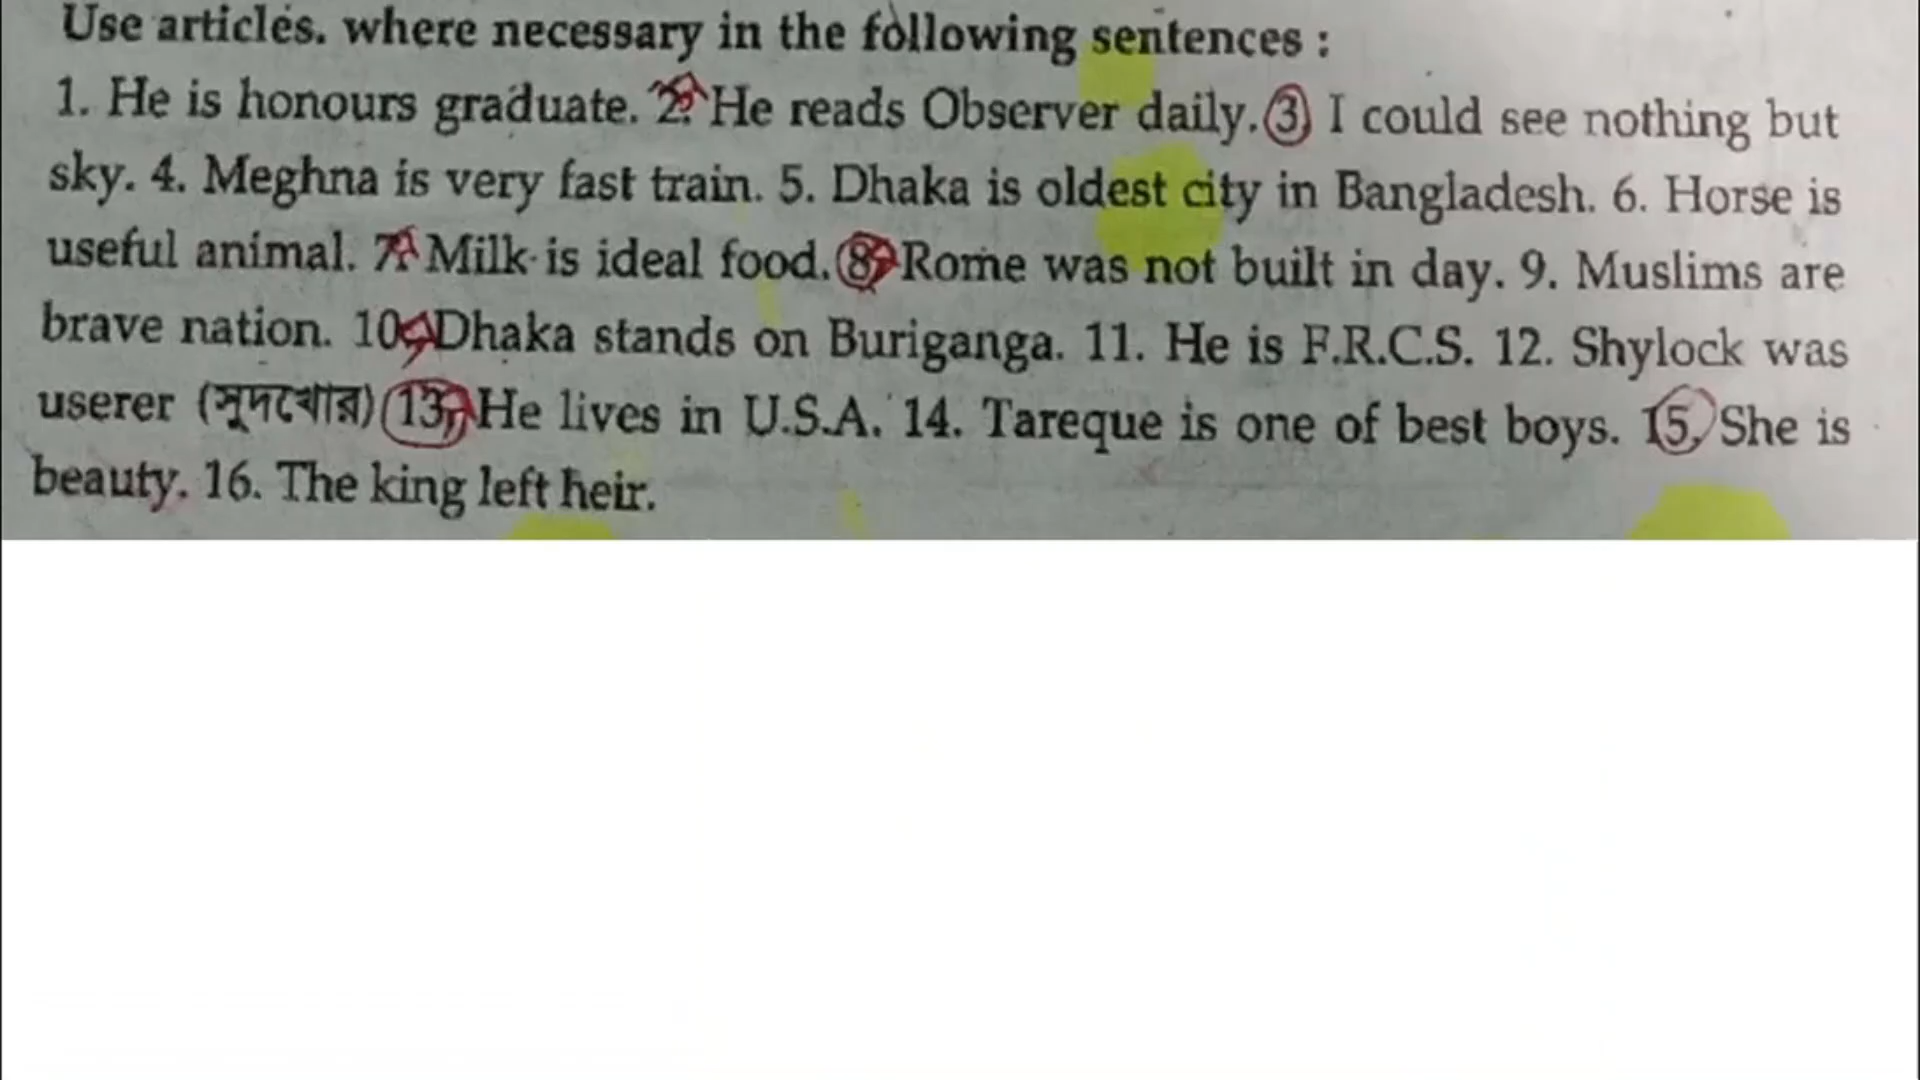 Use articles. where necessary in the following sentences :
1. He is honours graduate. 2. He reads Observer daily. 3. I could see nothing but
sky. 4. Meghna is very fast train. 5. Dhaka is oldest city in Bangladesh. 6. Horse is
useful animal. 7. Milk is ideal food. 8. Rome was not built in day. 9. Muslims are
brave nation. 10. Dhaka stands on Buriganga. 11. He is F.R.C.S. 12. Shylock was
userer (সুদখোর) 13. He lives in U.S.A. 14. Tareque is one of best boys. 15. She is
beauty. 16. The king left heir.